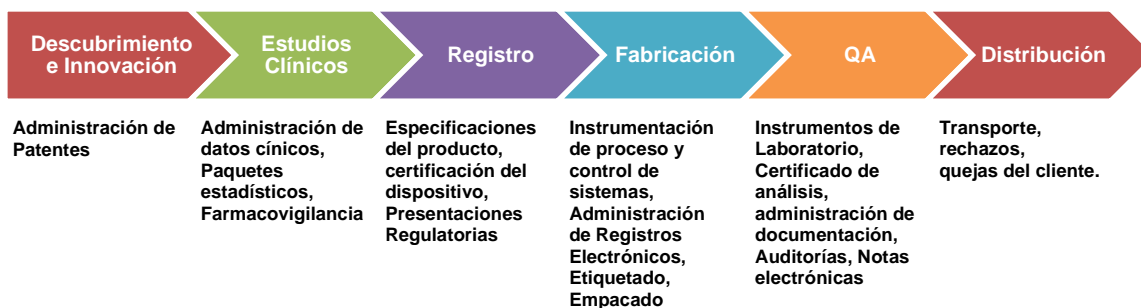 Descubrimiento
e Innovación
Estudios
Clínicos
Registro
Fabricación
QA
Distribución
Administración de
Patentes
Administración de
datos cínicos,
Paquetes
estadísticos,
Farmacovigilancia
Especificaciones
del producto,
certificación del
dispositivo,
Presentaciones
Regulatorias
Instrumentación
de proceso y
control de
sistemas,
Administración
de Registros
Electrónicos,
Etiquetado,
Empacado
Instrumentos de
Laboratorio,
Certificado de
análisis,
administración de
documentación,
Auditorías, Notas
electrónicas
Transporte,
rechazos,
quejas del cliente.